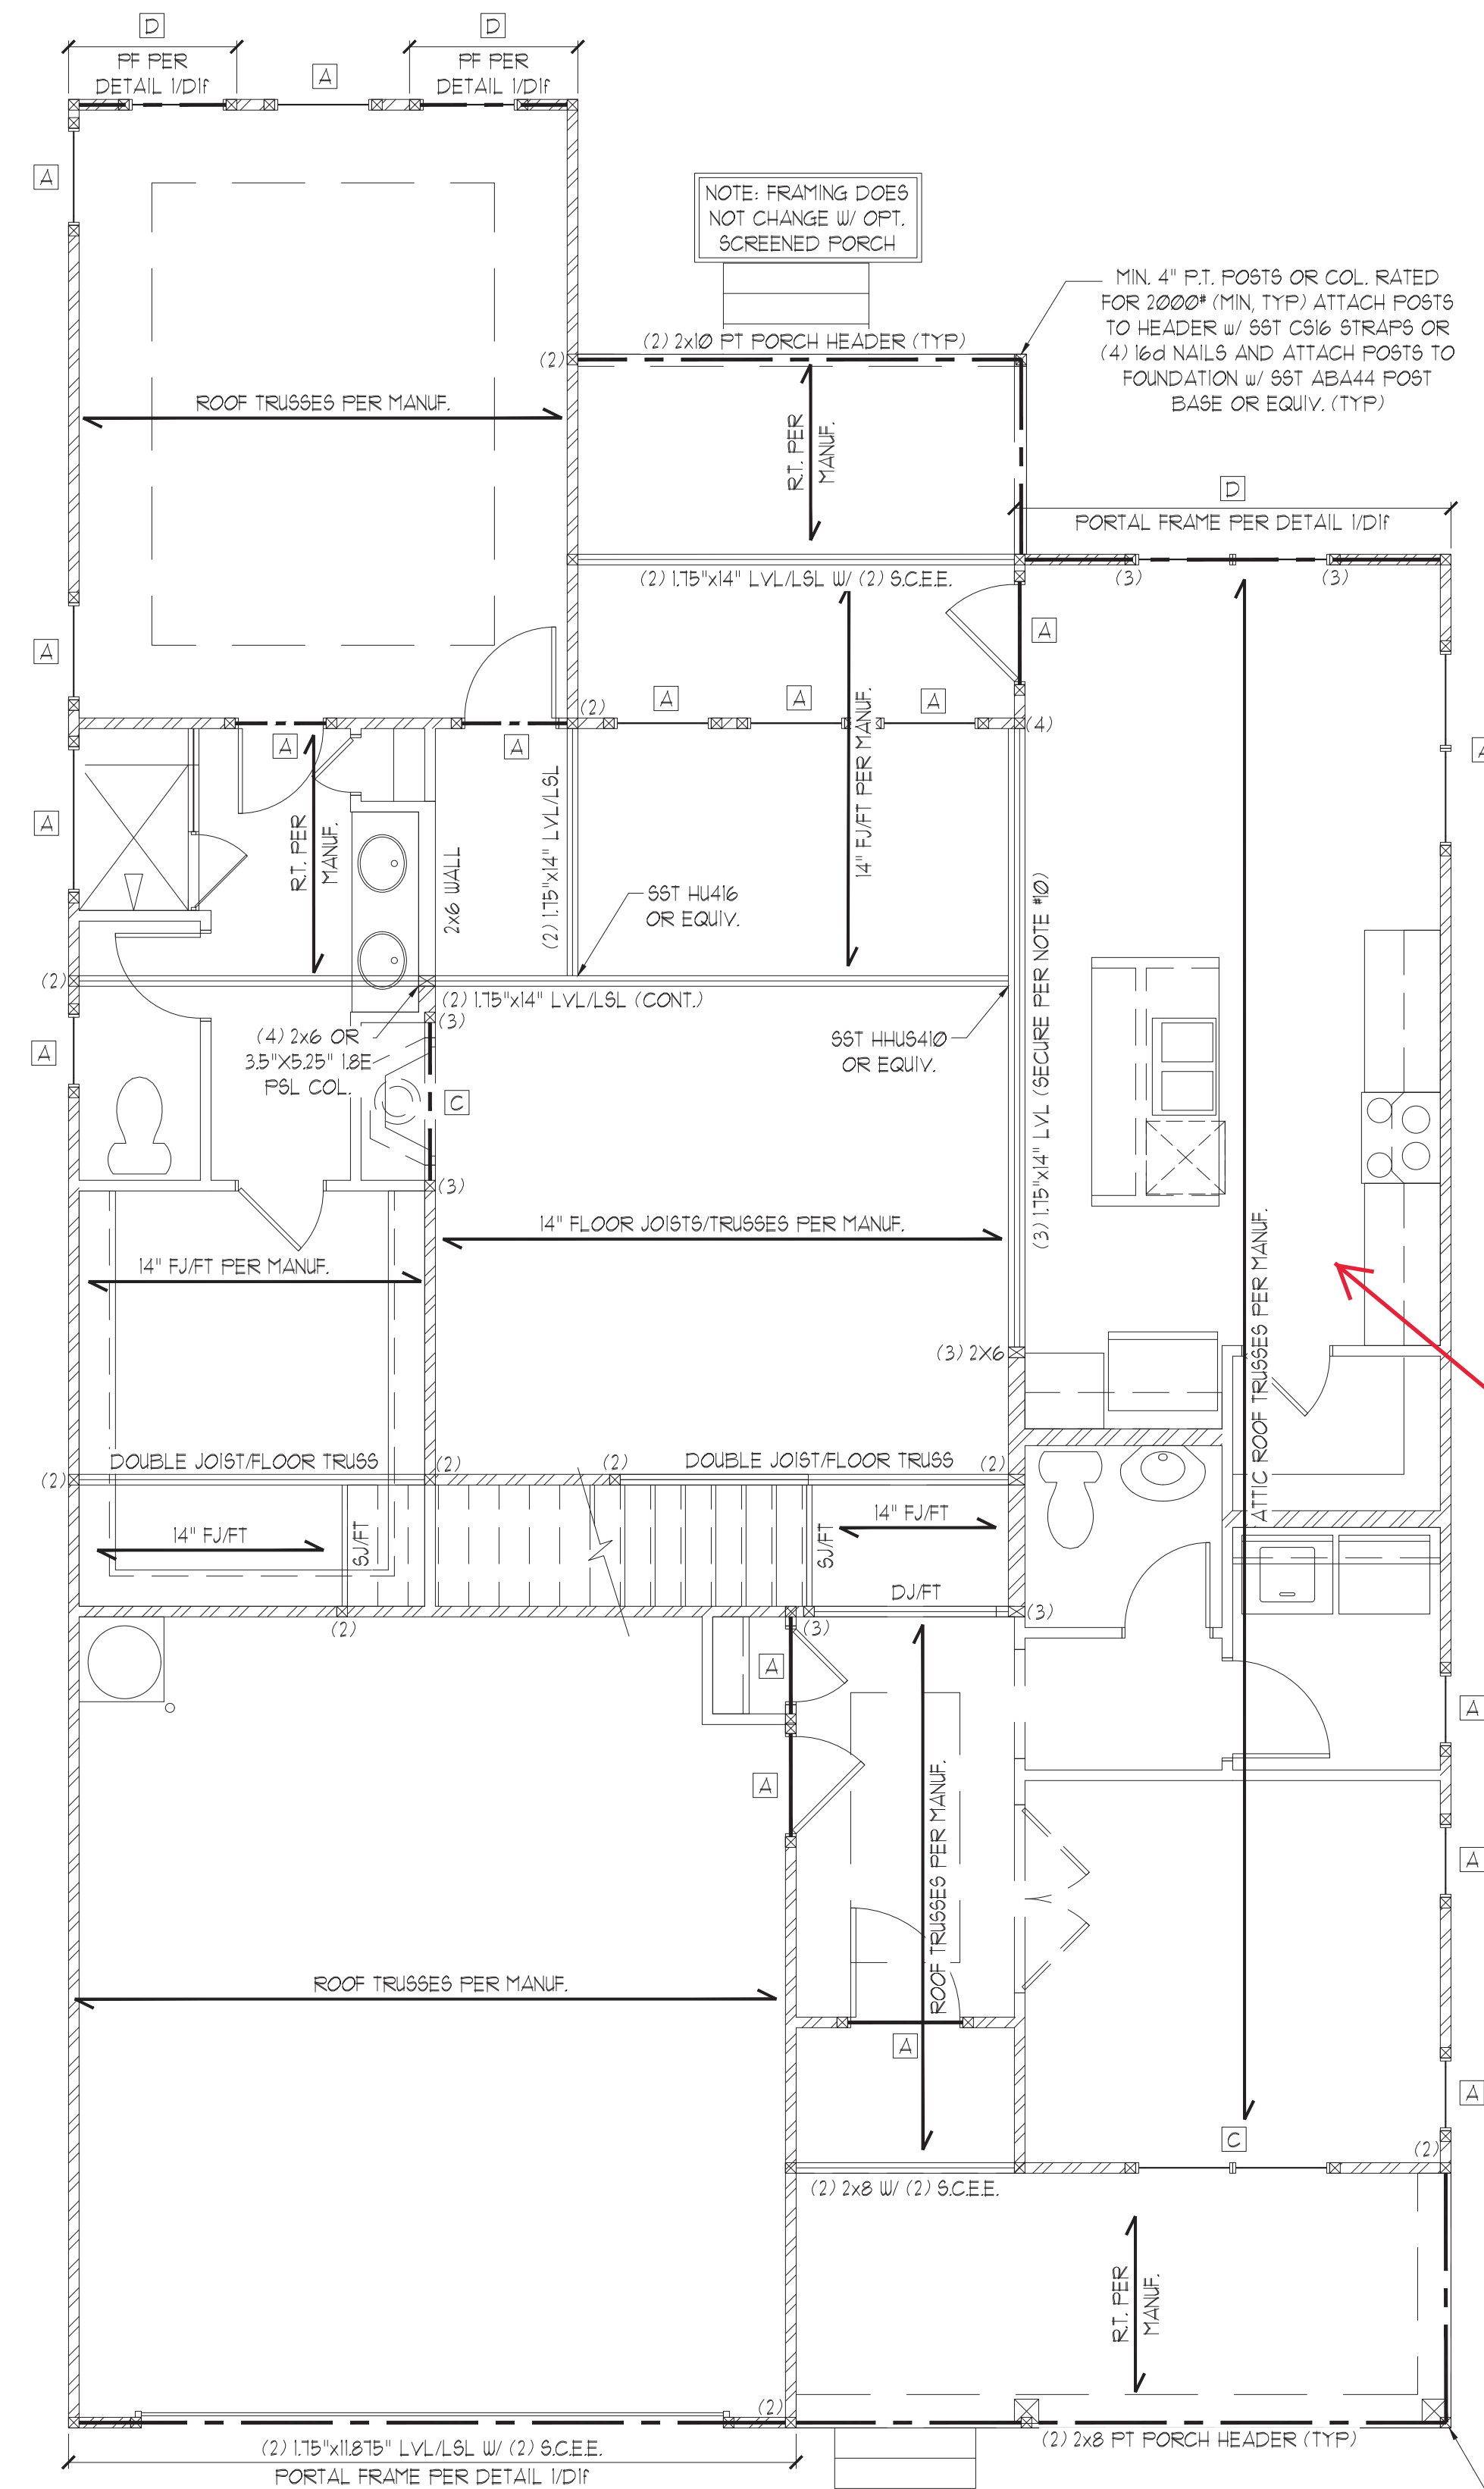 D
D
PF PER
DETAIL 1/D1f
PF PER
DETAIL 1/D1f
A
A
NOTE: FRAMING DOES
NOT CHANGE W/ OPT.
SCREENED PORCH
MIN. 4" P.T. POSTS OR COL. RATED
FOR 2000# (MIN, TYP) ATTACH POSTS
TO HEADER w/ SST CS16 STRAPS OR
(4) 16d NAILS AND ATTACH POSTS TO
FOUNDATION w/ SST ABA44 POST
BASE OR EQUIV. (TYP)
(2) 2x10 PT PORCH HEADER (TYP)
(2)
ROOF TRUSSES PER MANUF.
R.T. PER
MANUF.
D
PORTAL FRAME PER DETAIL 1/D1f
(2) 1.75"x14" LVL/LSL W/ (2) S.C.E.E.
(3)
(3)
A
A
(2)
A
A
A
(4)
A
A
A
A
R.T. PER
MANUF.
2x6 WALL
(2) 1.75"x14" LVL/LSL
14" FJ/FT PER MANUF.
SST HU416
OR EQUIV.
(3) 1.75"x14" LVL (SECURE PER NOTE #10)
(2)
(2) 1.75"x14" LVL/LSL (CONT.)
(3)
(4) 2x6 OR
3.5"X5.25" 1.8E
PSL COL.
SST HHUS410
OR EQUIV.
A
C
(3)
14" FLOOR JOISTS/TRUSSES PER MANUF.
14" FJ/FT PER MANUF.
ATTIC ROOF TRUSSES PER MANUF.
(3) 2X6
DOUBLE JOIST/FLOOR TRUSS
DOUBLE JOIST/FLOOR TRUSS
(2)
(2)
(2)
(2)
14" FJ/FT
SJ/FT
SJ/FT
14" FJ/FT
DJ/FT
(2)
(3)
(3)
A
A
A
ROOF TRUSSES PER MANUF.
A
ROOF TRUSSES PER MANUF.
A
A
C
(2)
(2) 2x8 W/ (2) S.C.E.E.
R.T. PER
MANUF.
(2)
(2) 1.75"x11.875" LVL/LSL W/ (2) S.C.E.E.
PORTAL FRAME PER DETAIL 1/D1f
(2) 2x8 PT PORCH HEADER (TYP)